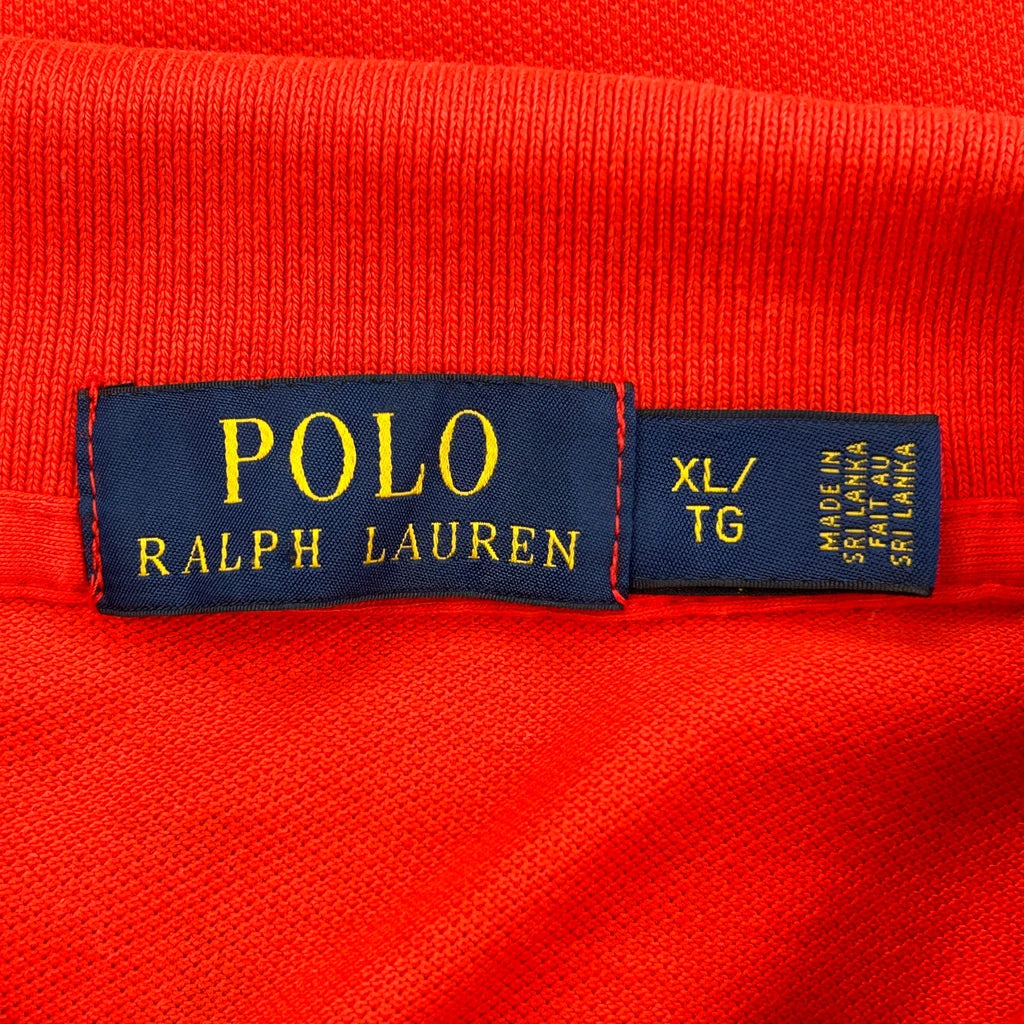 POLO
RALPH LAUREN
XL/
TG
MADE IN
SRI LANKA
FAIT AU
SRI LANKA